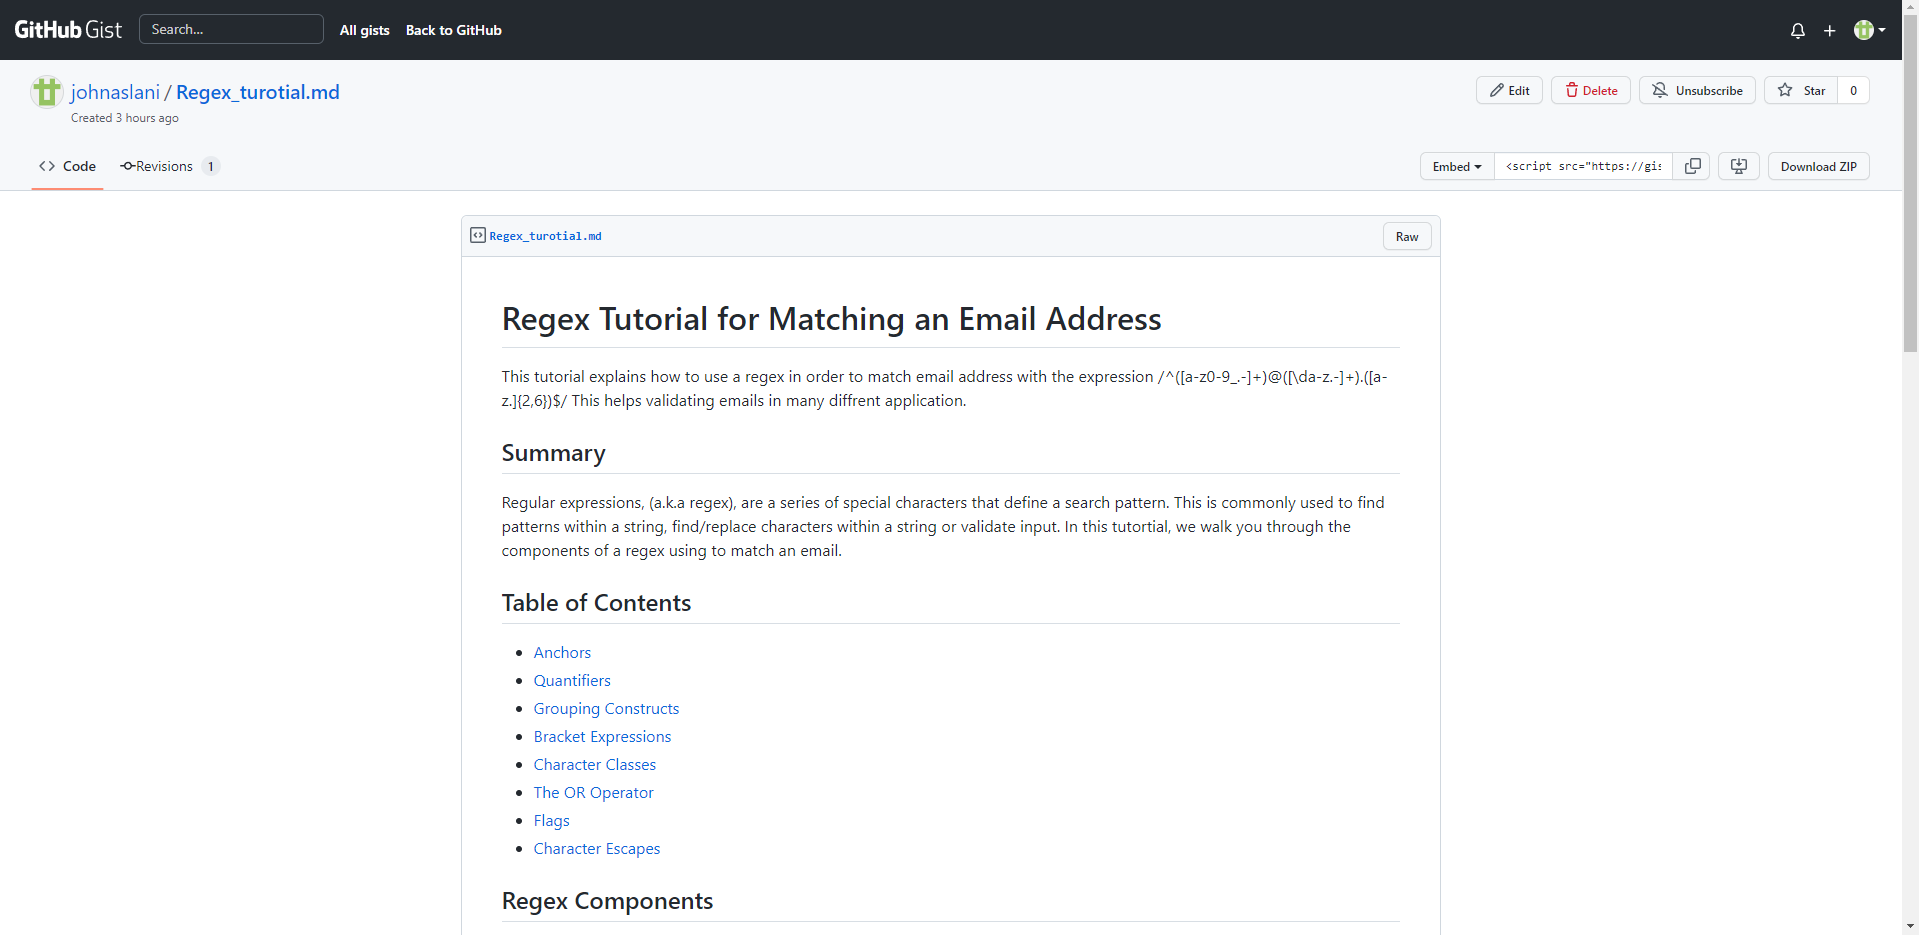 GitHub Gist Search... All gists Back to GitHub
johnaslani / Regex_turotial.md
Edit Delete Unsubscribe Star 0
Created 3 hours ago
Code Revisions 1
Embed <script src="https://gis Download ZIP
Regex_turotial.md
Raw
Regex Tutorial for Matching an Email Address
This tutorial explains how to use a regex in order to match email address with the expression /^([a-z0-9_.-]+)@([\da-z.-]+).([a-
z.]{2,6})$/ This helps validating emails in many diffrent application.
Summary
Regular expressions, (a.k.a regex), are a series of special characters that define a search pattern. This is commonly used to find
patterns within a string, find/replace characters within a string or validate input. In this tutortial, we walk you through the
components of a regex using to match an email.
Table of Contents
Anchors
Quantifiers
Grouping Constructs
Bracket Expressions
Character Classes
The OR Operator
Flags
Character Escapes
Regex Components